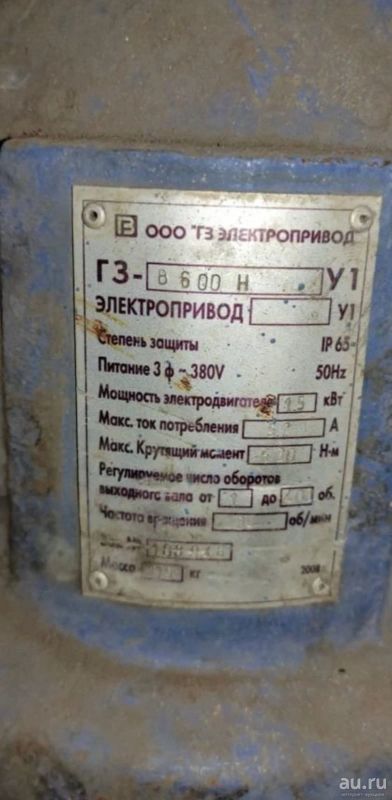 ООО "ГЗ ЭЛЕКТРОПРИВОД"
ГЗ- В 600 Н У1
ЭЛЕКТРОПРИВОД У1
Степень защиты IP 65
Питание 3 ф ~ 380V 50Hz
Мощность электродвигателя 1,5 кВт
Макс. ток потребления А
Макс. Крутящий момент Н·м
Регулируемое число оборотов
выходного вала от 1 до об.
Частота вращения об/мин
Масса кг 2008
au.ru